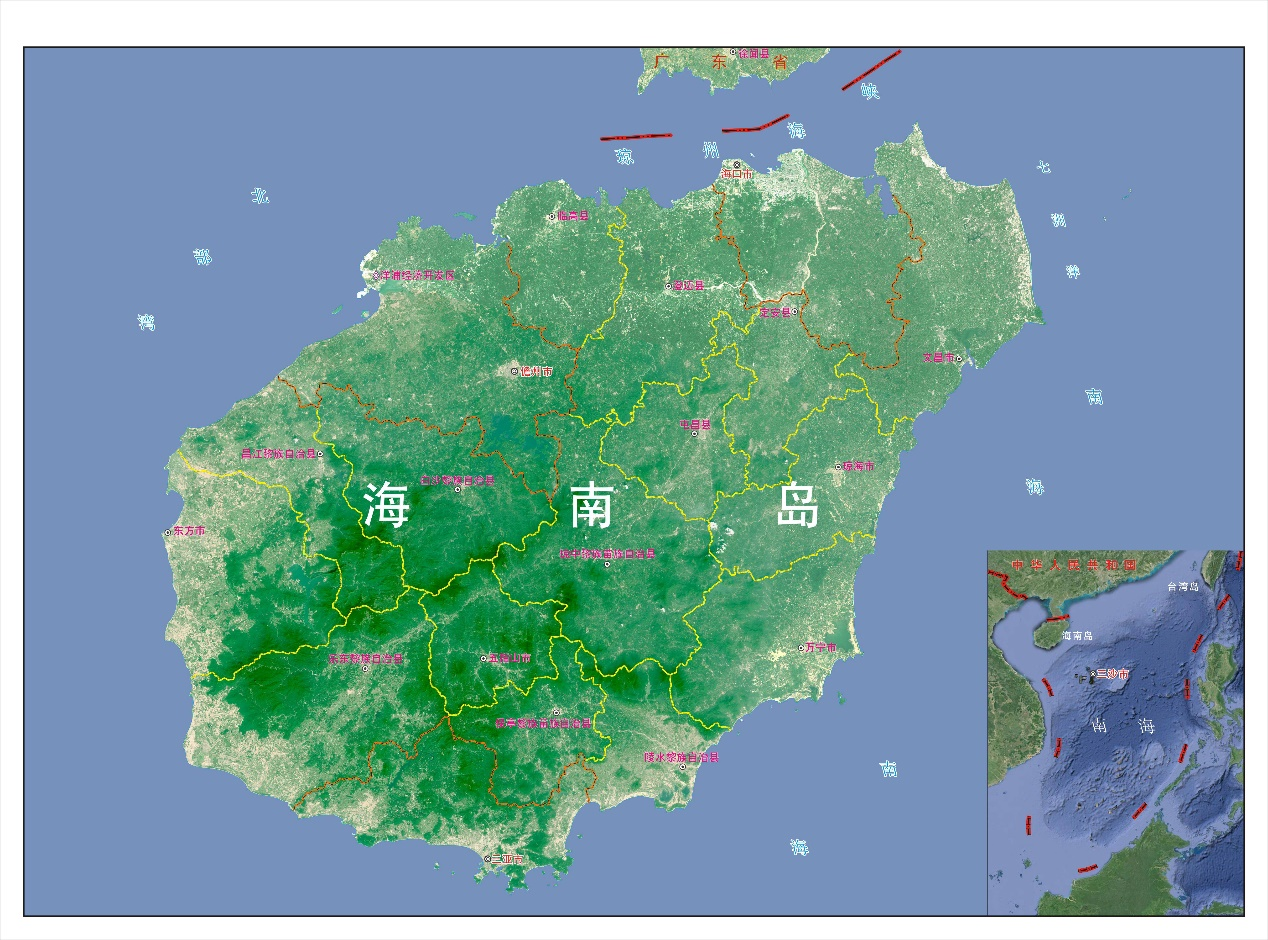 徐闻县
广东省
琼州海峡
海口市
北部湾
七洲洋
临高县
洋浦经济开发区
澄迈县
定安县
文昌市
儋州市
屯昌县
南海
昌江黎族自治县
白沙黎族自治县
琼海市
海南岛
东方市
琼中黎族苗族自治县
中华人民共和国
台湾岛
海南岛
三沙市
南海
乐东黎族自治县
五指山市
万宁市
保亭黎族苗族自治县
陵水黎族自治县
南海
三亚市